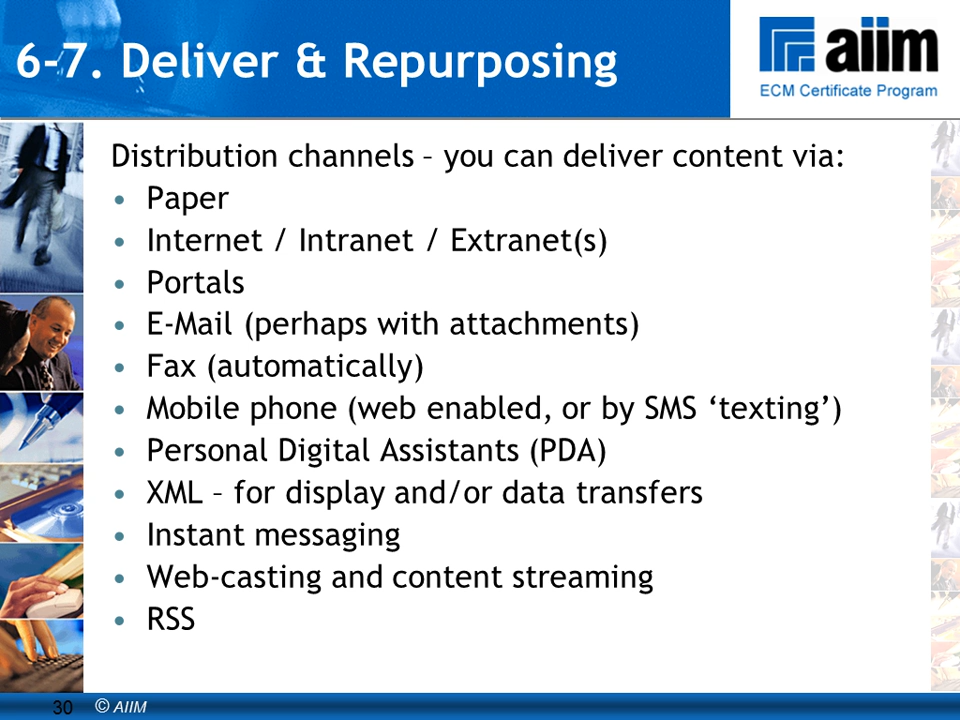 6-7. Deliver & Repurposing
aiim
ECM Certificate Program
Distribution channels – you can deliver content via:
• Paper
• Internet / Intranet / Extranet(s)
• Portals
• E-Mail (perhaps with attachments)
• Fax (automatically)
• Mobile phone (web enabled, or by SMS ‘texting’)
• Personal Digital Assistants (PDA)
• XML – for display and/or data transfers
• Instant messaging
• Web-casting and content streaming
• RSS
30 © AIIM